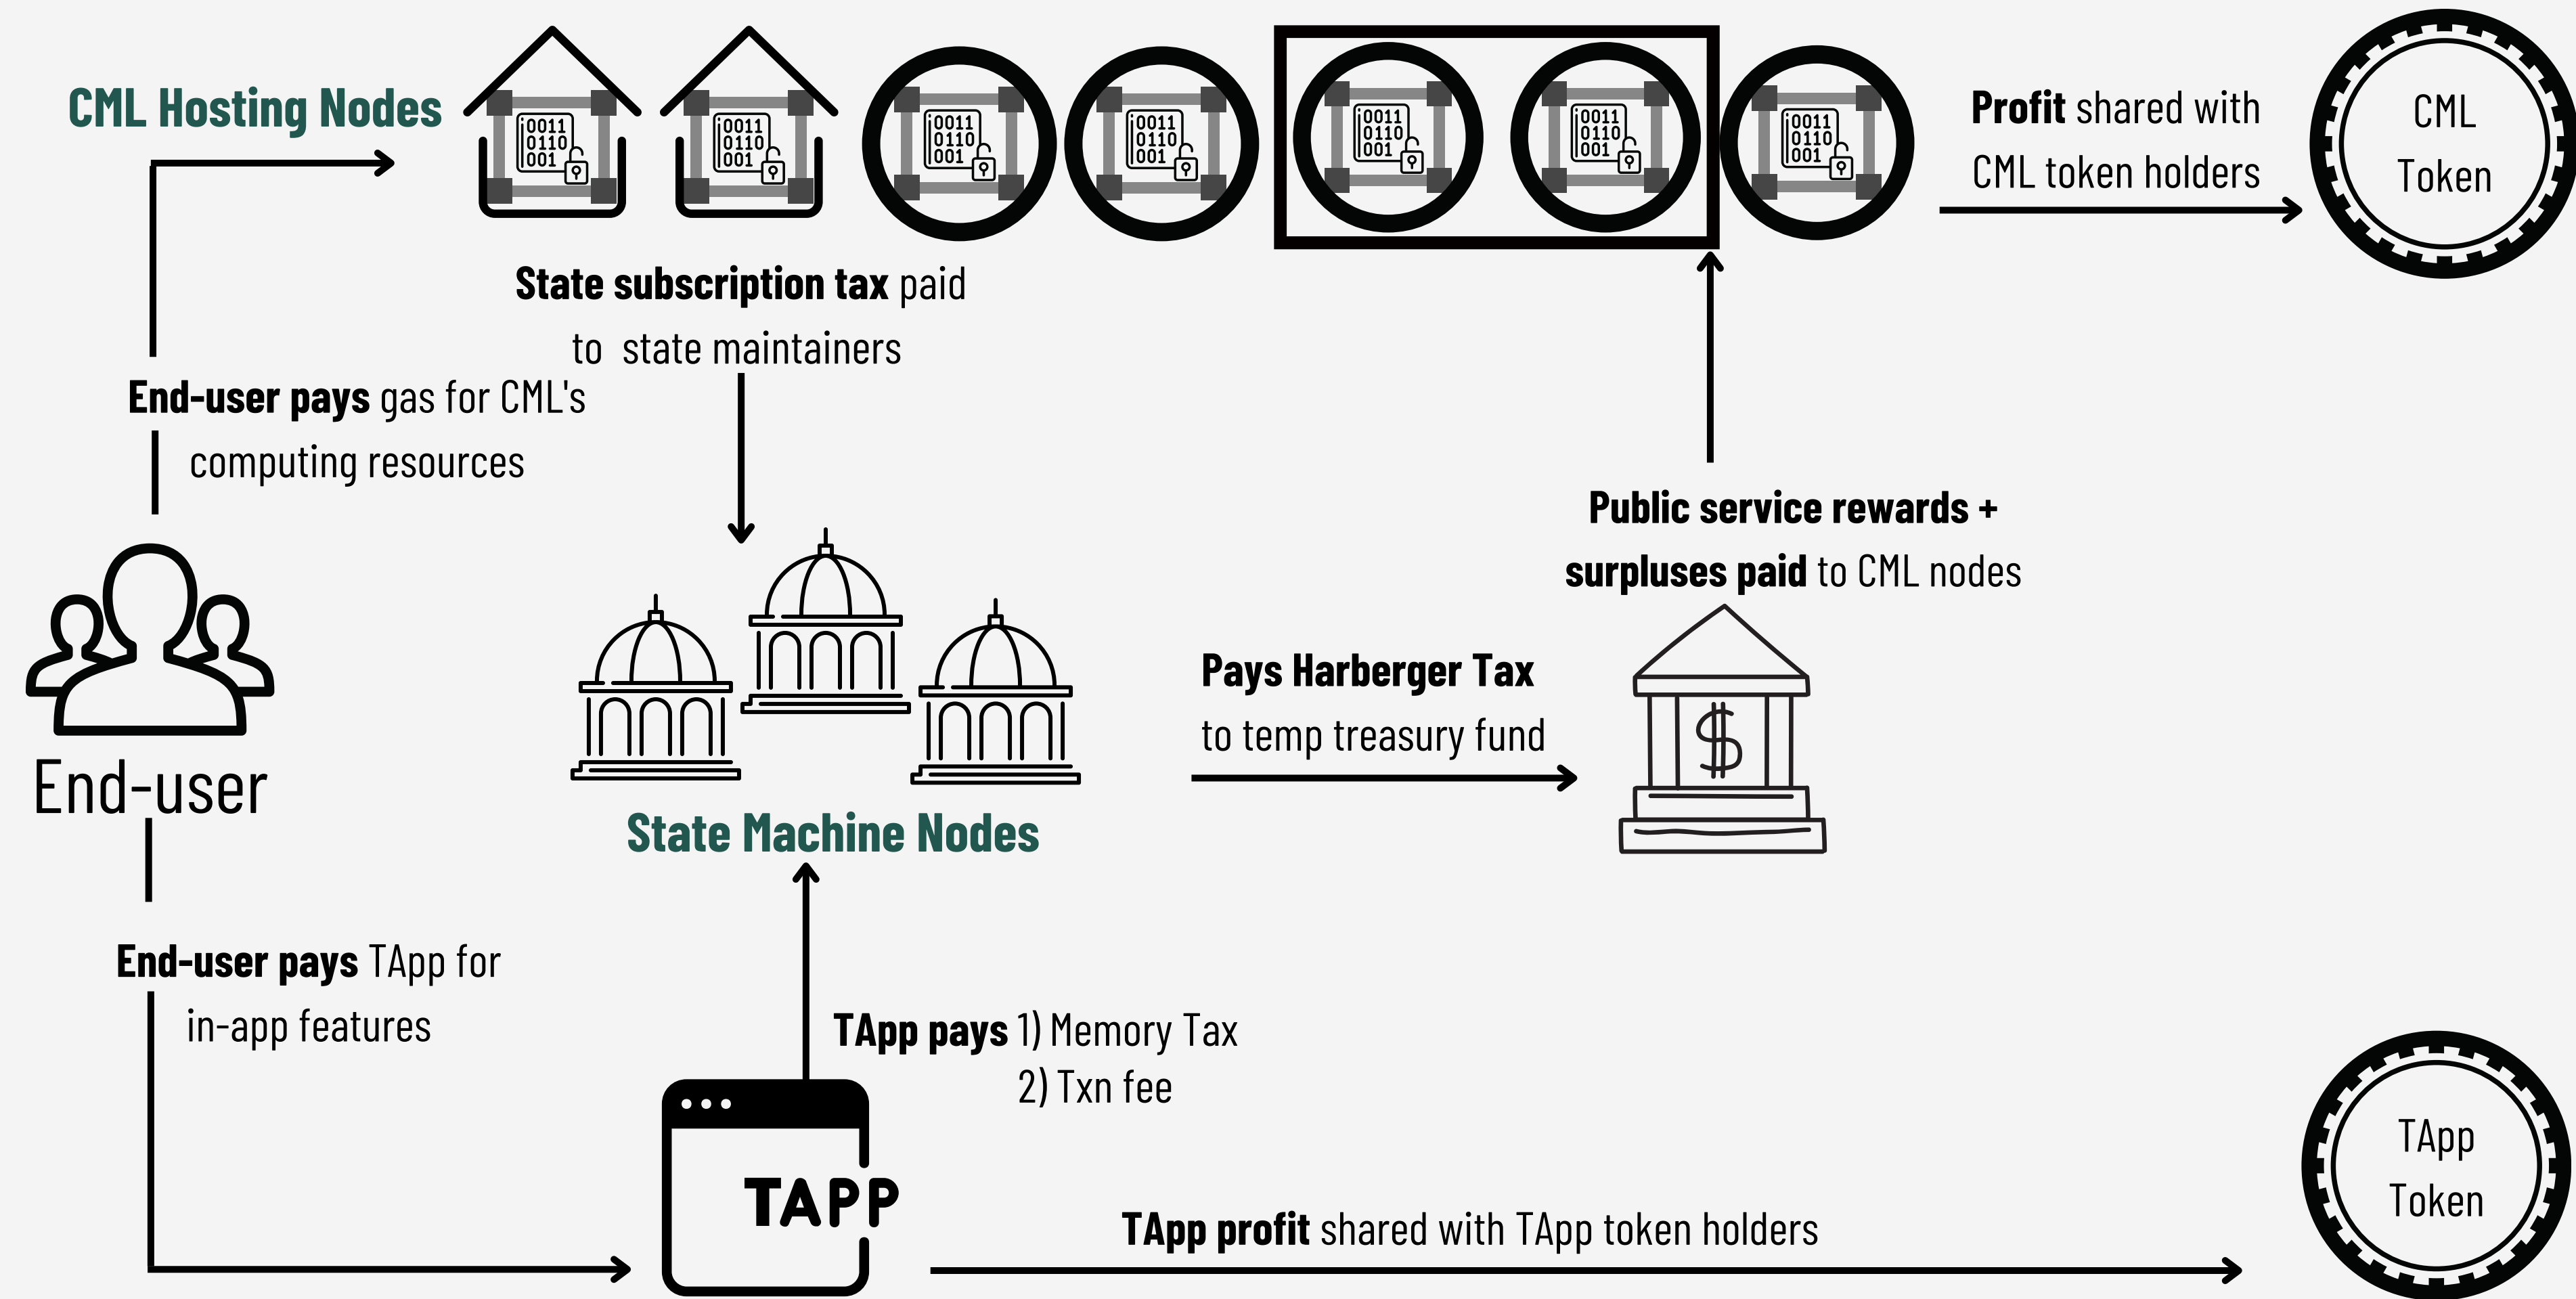 CML Hosting Nodes
0011
0110
001
0011
0110
001
0011
0110
001
0011
0110
001
0011
0110
001
0011
0110
001
0011
0110
001
Profit shared with
CML token holders
CML
Token
State subscription tax paid
to state maintainers
End-user pays gas for CML's
computing resources
Public service rewards +
surpluses paid to CML nodes
Pays Harberger Tax
to temp treasury fund
$
End-user
State Machine Nodes
End-user pays TApp for
in-app features
TApp pays 1) Memory Tax
2) Txn fee
TAPP
TApp profit shared with TApp token holders
TApp
Token